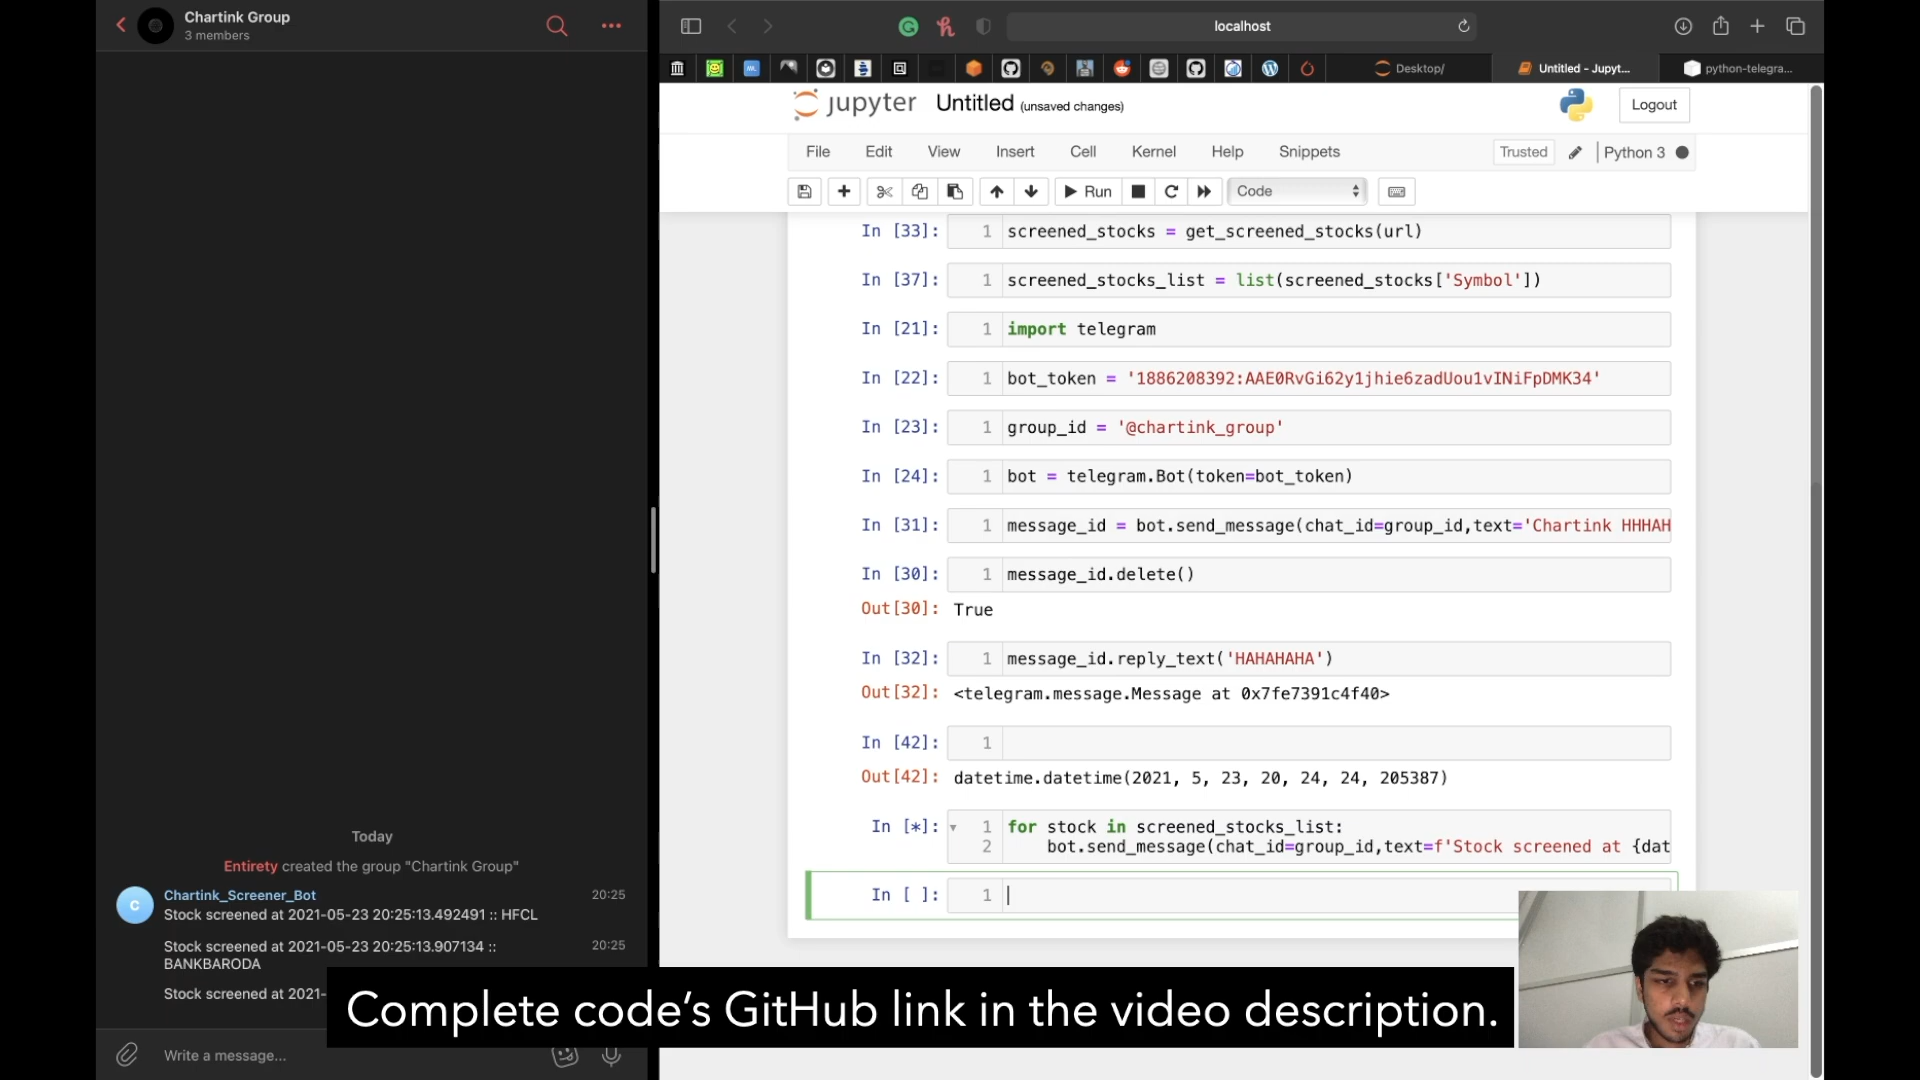 Chartink Group
3 members
Today
Entirety created the group "Chartink Group"
C
Chartink_Screener_Bot
20:25
Stock screened at 2021-05-23 20:25:13.492491 :: HFCL
Stock screened at 2021-05-23 20:25:13.907134 ::
20:25
BANKBARODA
Stock screened at 2021-
Write a message...
localhost
Desktop/
Untitled - Jupyt...
python-telegra...
jupyter Untitled (unsaved changes)
Logout
File Edit View Insert Cell Kernel Help Snippets
Trusted
Python 3
Run
Code
In [33]: 1 screened_stocks = get_screened_stocks(url)
In [37]: 1 screened_stocks_list = list(screened_stocks['Symbol'])
In [21]: 1 import telegram
In [22]: 1 bot_token = '1886208392:AAE0RvGi62y1jhie6zadUou1vINiFpDMK34'
In [23]: 1 group_id = '@chartink_group'
In [24]: 1 bot = telegram.Bot(token=bot_token)
In [31]: 1 message_id = bot.send_message(chat_id=group_id,text='Chartink HHHAH
In [30]: 1 message_id.delete()
Out[30]: True
In [32]: 1 message_id.reply_text('HAHAHAHA')
Out[32]: <telegram.message.Message at 0x7fe7391c4f40>
In [42]: 1
Out[42]: datetime.datetime(2021, 5, 23, 20, 24, 24, 205387)
In [*]: 1 for stock in screened_stocks_list:
2 bot.send_message(chat_id=group_id,text=f'Stock screened at {dat
In [ ]: 1
Complete code's GitHub link in the video description.